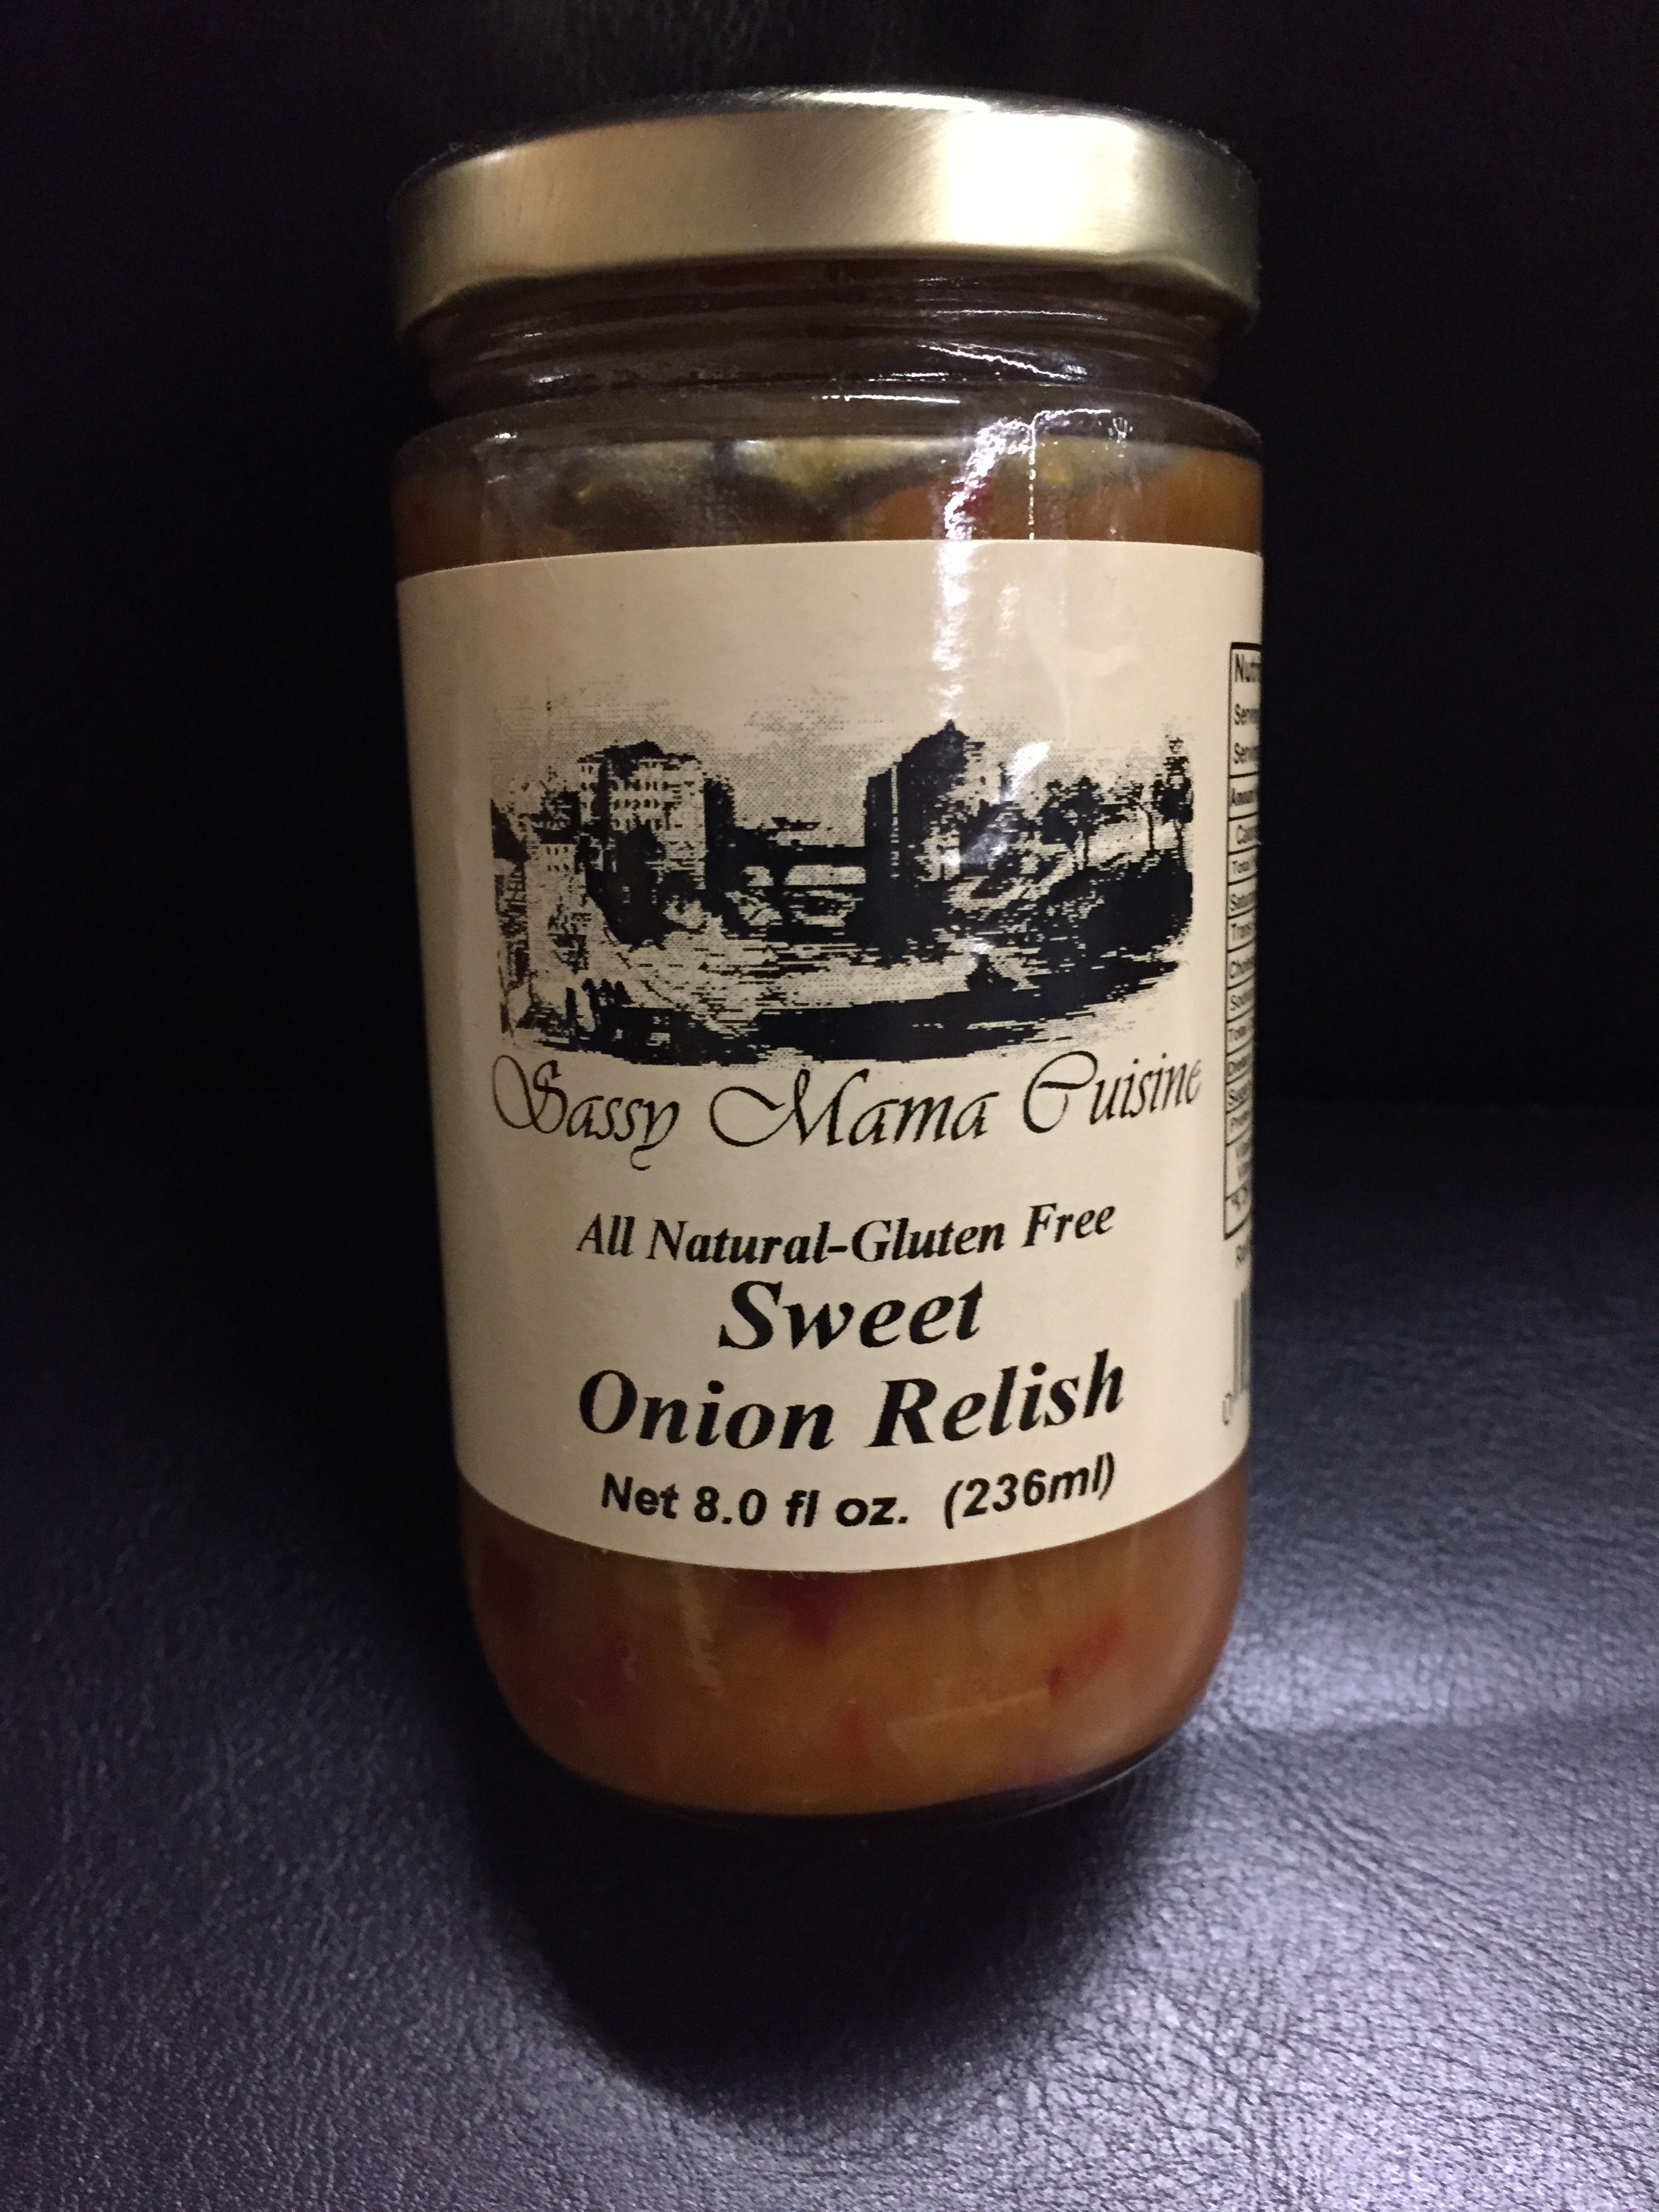 Sassy Mama Cuisine
All Natural-Gluten Free
Sweet
Onion Relish
Net 8.0 fl oz. (236ml)